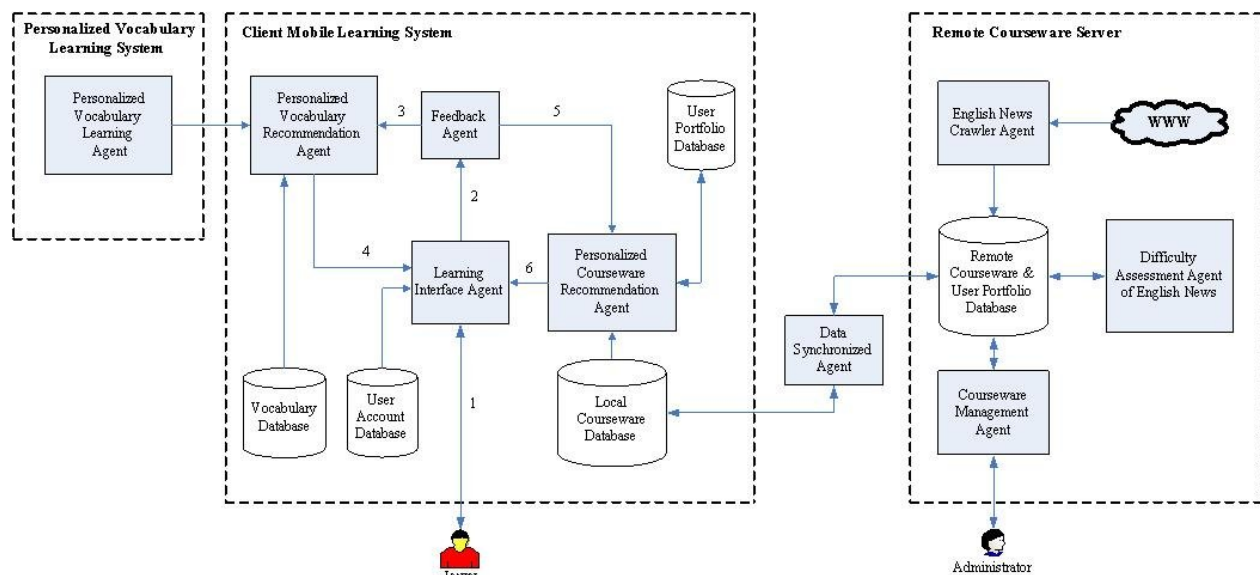 Personalized Vocabulary
Learning System
Client Mobile Learning System
Remote Courseware Server
Personalized
Vocabulary
Learning
Agent
Personalized
Vocabulary
Recommendation
Agent
3
Feedback
Agent
5
User
Portfolio
Database
English News
Crawler Agent
WWW
2
4
Learning
Interface Agent
6
Personalized
Courseware
Recommendation
Agent
Remote
Courseware &
User Portfolio
Database
Difficulty
Assessment Agent
of English News
Data
Synchronized
Agent
Vocabulary
Database
User
Account
Database
1
Local
Courseware
Database
Courseware
Management
Agent
Administrator